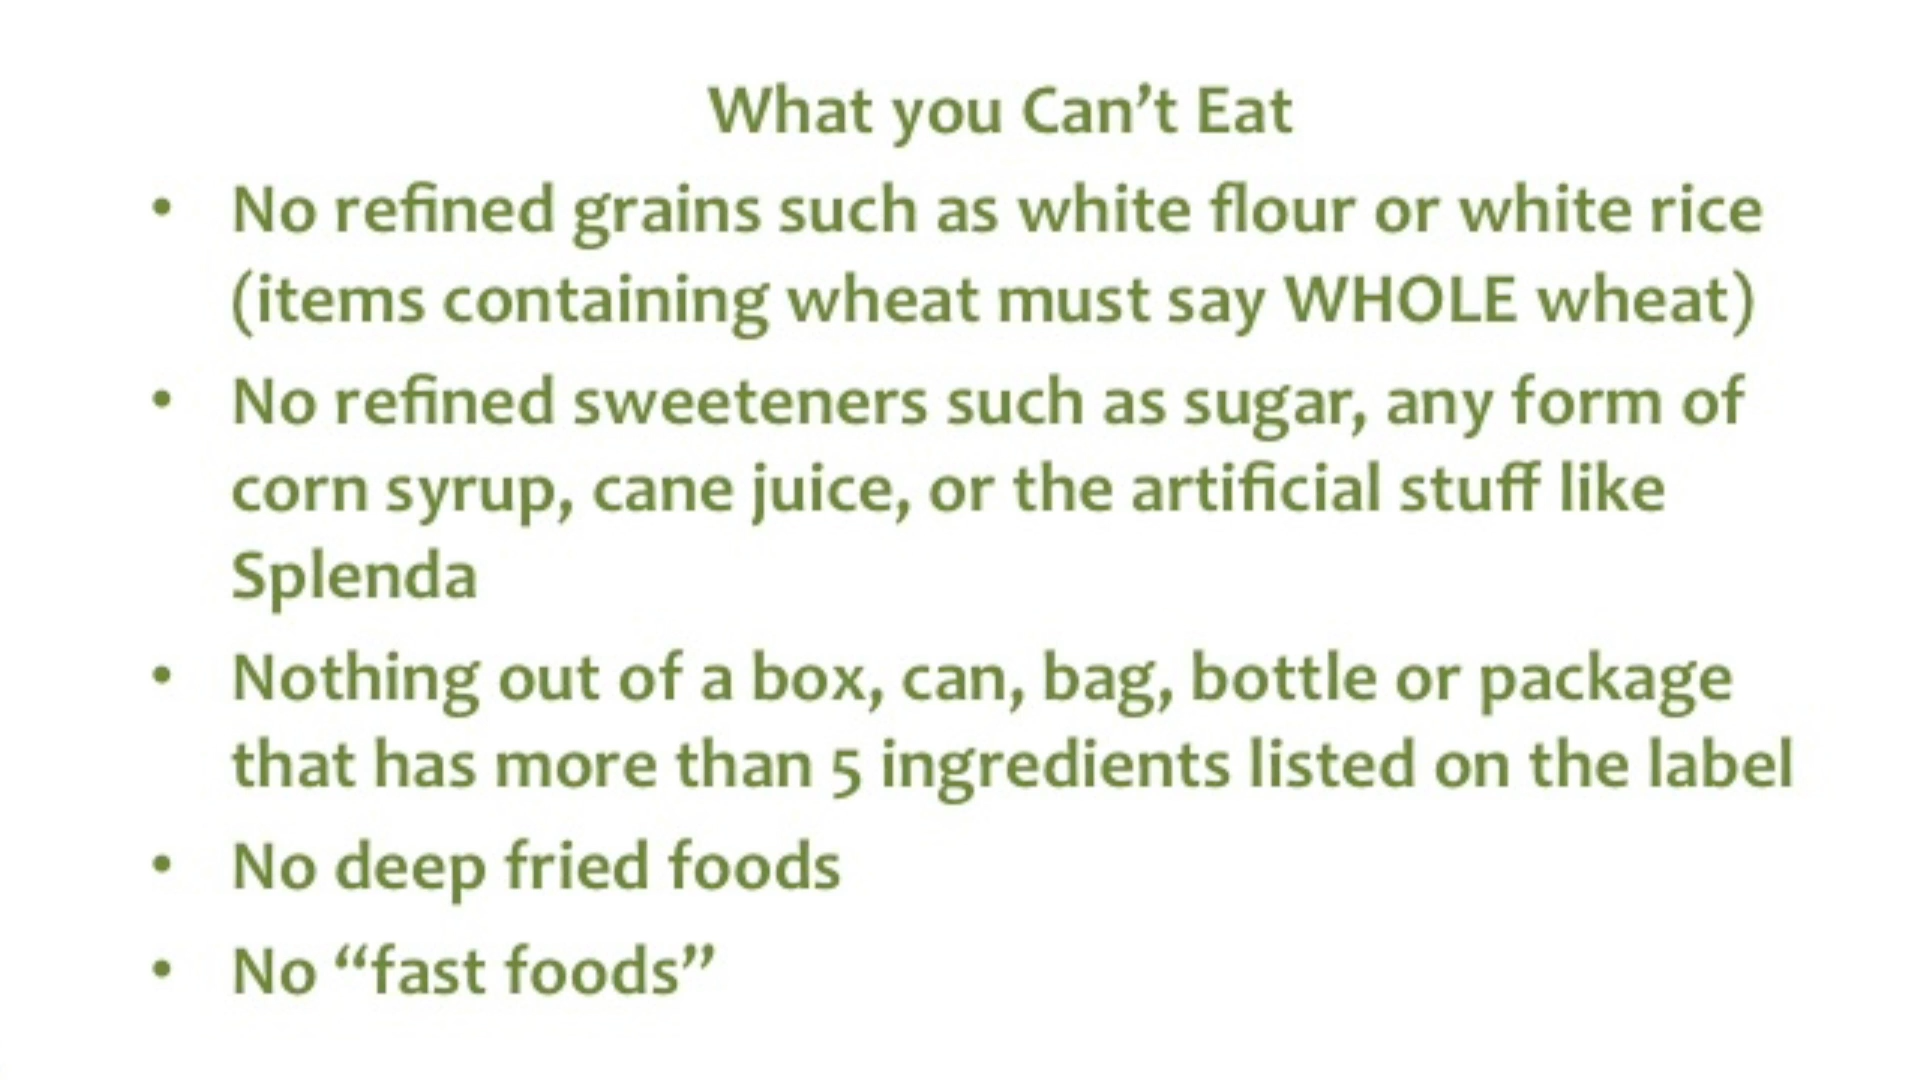 What you Can’t Eat
• No refined grains such as white flour or white rice
(items containing wheat must say WHOLE wheat)
• No refined sweeteners such as sugar, any form of
corn syrup, cane juice, or the artificial stuff like
Splenda
• Nothing out of a box, can, bag, bottle or package
that has more than 5 ingredients listed on the label
• No deep fried foods
• No “fast foods”